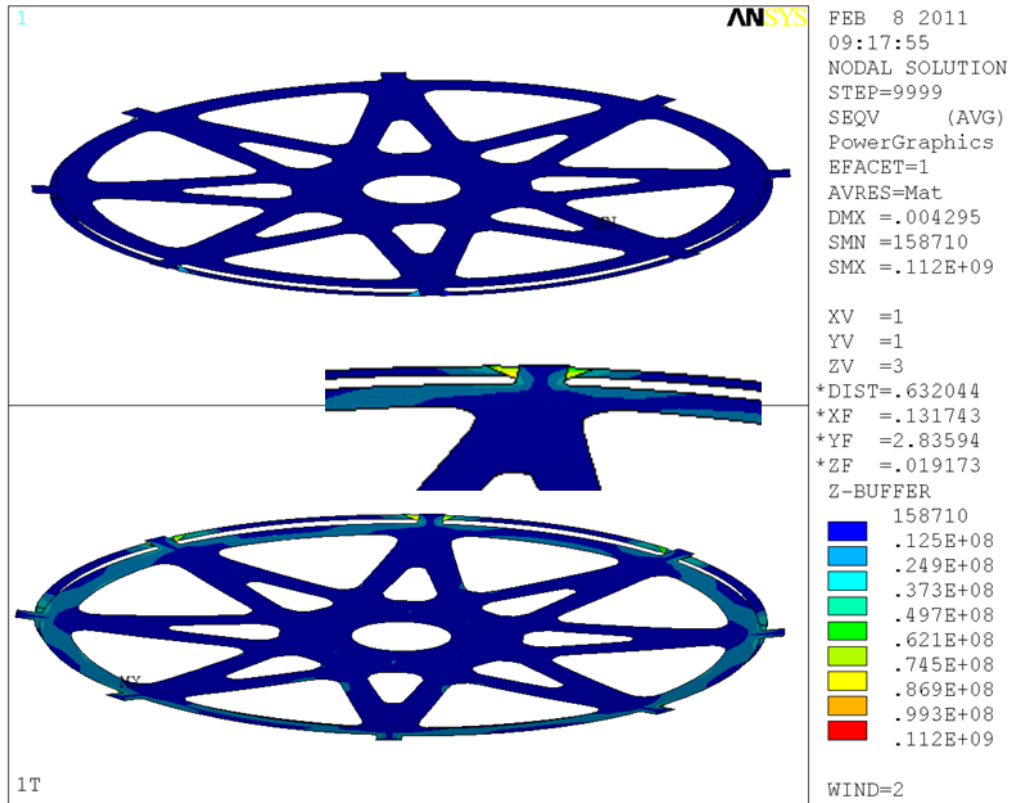 1
ANSYS
FEB 8 2011
09:17:55
NODAL SOLUTION
STEP=9999
SEQV (AVG)
PowerGraphics
EFACET=1
AVRES=Mat
DMX =.004295
SMN =158710
SMX =.112E+09
XV =1
YV =1
ZV =3
*DIST=.632044
*XF =.131743
*YF =2.83594
*ZF =.019173
Z-BUFFER
158710
.125E+08
.249E+08
.373E+08
.497E+08
.621E+08
.745E+08
.869E+08
.993E+08
.112E+09
WIND=2
1T